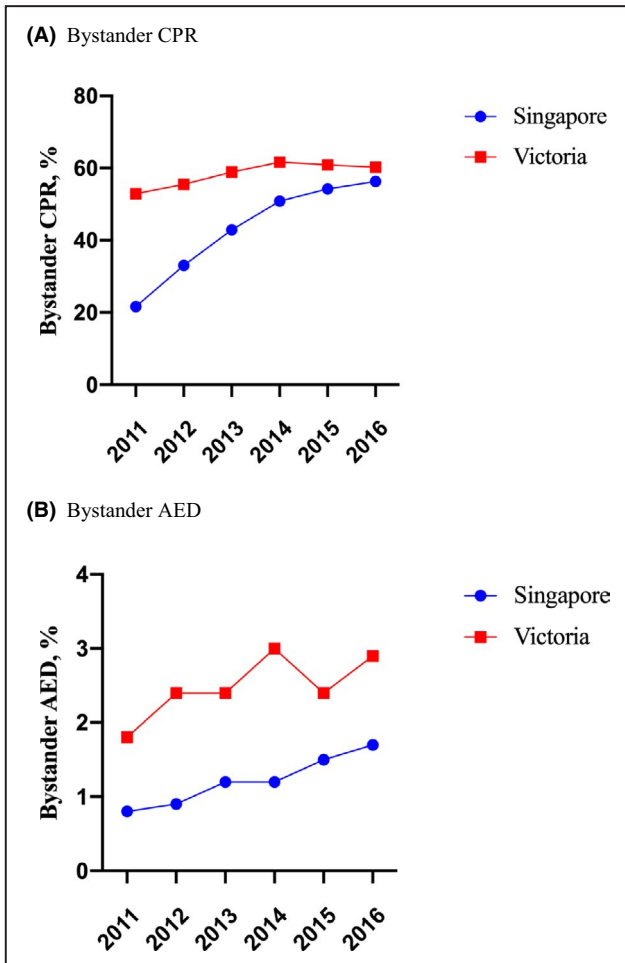 (A) Bystander CPR
80
60
40
20
0
Bystander CPR, %
2011 2012 2013 2014 2015 2016
Singapore
Victoria
(B) Bystander AED
4
3
2
1
0
Bystander AED, %
2011 2012 2013 2014 2015 2016
Singapore
Victoria